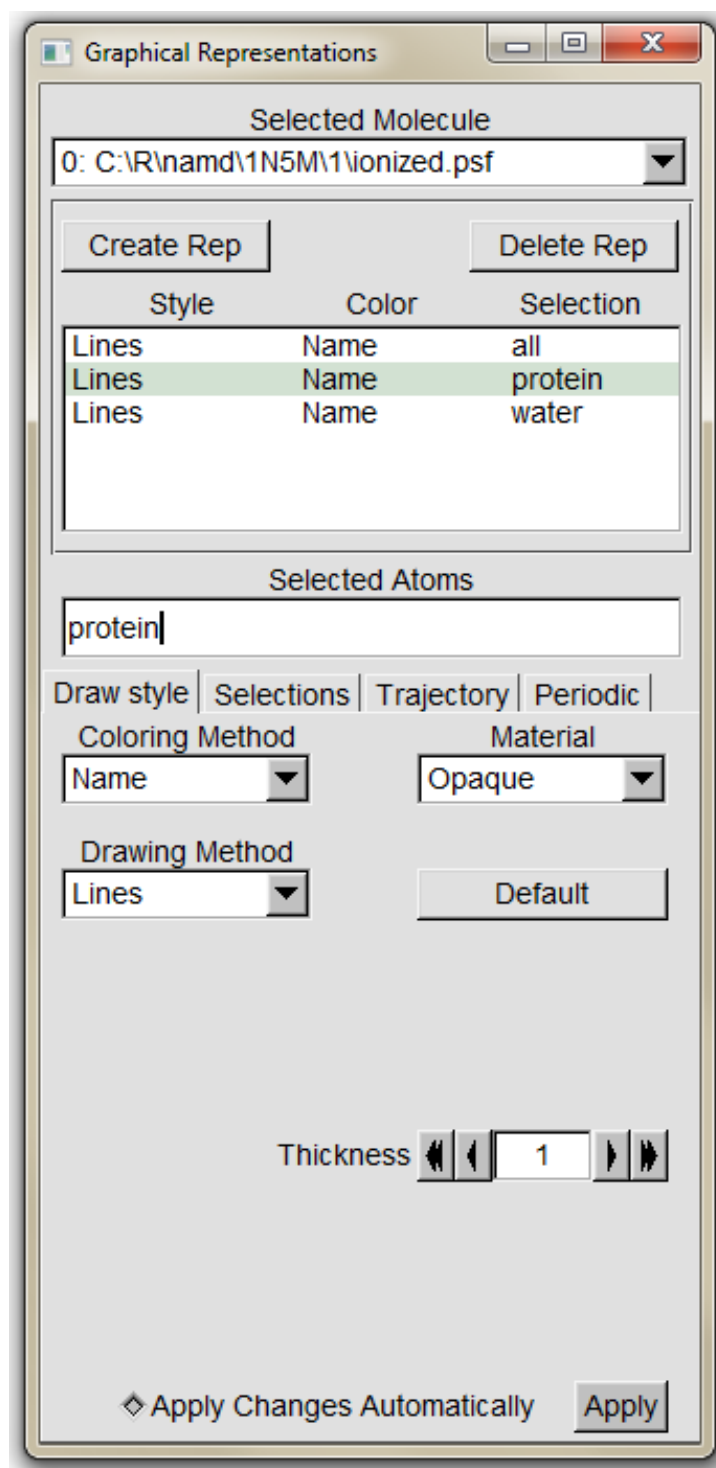 Graphical Representations
Selected Molecule
0: C:\R\namd\1N5M\1\ionized.psf
Create Rep Delete Rep
Style Color Selection
Lines Name all
Lines Name protein
Lines Name water
Selected Atoms
protein
Draw style Selections Trajectory Periodic
Coloring Method Material
Name Opaque
Drawing Method
Lines Default
Thickness 1
Apply Changes Automatically Apply